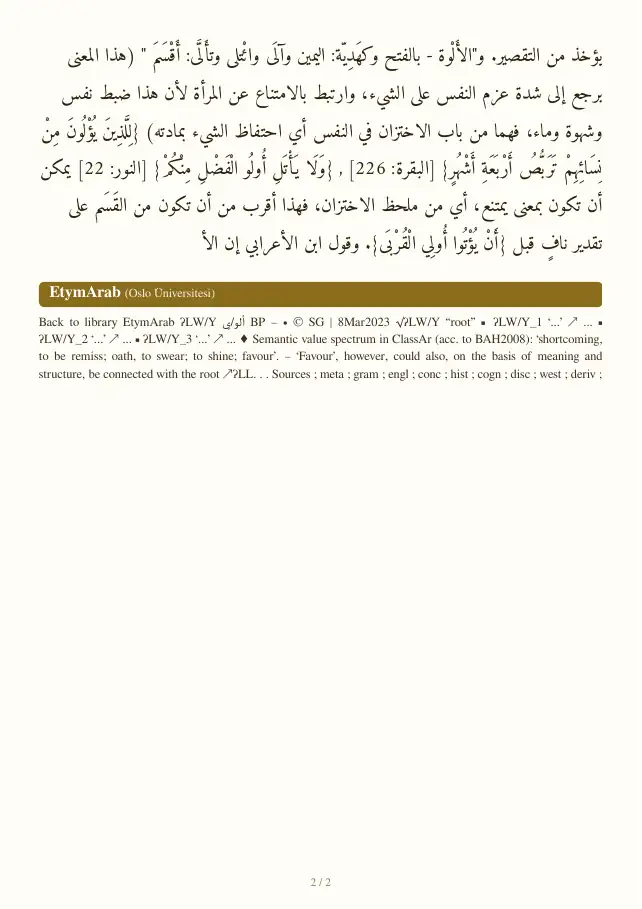 يؤخذ من التقصير. و"الأَلْوة - بالفتح وكهَدِيّة: اليمين وآلَى وائْتلى وتأَلَّى: أَقْسَمَ " (هذا المعنى
يرجع إلى شدة عزم النفس على الشيء، وارتبط بالامتناع عن المرأة لأن هذا ضبط نفس
وشهوة وماء، فهما من باب الاختزان في النفس أي احتفاظ الشيء بمادته) {لِلَّذِينَ يُؤْلُونَ مِنْ
نِسَائِهِمْ تَرَبُّصُ أَرْبَعَةِ أَشْهُرٍ} [البقرة: 226] , {وَلَا يَأْتَلِ أُولُو الْفَضْلِ مِنْكُمْ} [النور: 22] يمكن
أن تكون بمعنى يمتنع، أي من ملحظ الاختزان، فهذا أقرب من أن تكون من القَسَم على
تقدير نافٍ قبل {أَنْ يُؤْتُوا أُولِي الْقُرْبَى}. وقول ابن الأعرابي إن الأ
EtymArab (Oslo Üniversitesi)
Back to library EtymArab ʔLW/Y ألو/ي BP – • © SG | 8Mar2023 √ʔLW/Y “root” ▪ ʔLW/Y_1 ‘...’ ↗ ... ▪
ʔLW/Y_2 ‘...’ ↗ ... ▪ ʔLW/Y_3 ‘...’ ↗ ... ♦ Semantic value spectrum in ClassAr (acc. to BAH2008): ‘shortcoming,
to be remiss; oath, to swear; to shine; favour’. – ‘Favour’, however, could also, on the basis of meaning and
structure, be connected with the root ↗ʔLL. . . Sources ; meta ; gram ; engl ; conc ; hist ; cogn ; disc ; west ; deriv ;
2 / 2